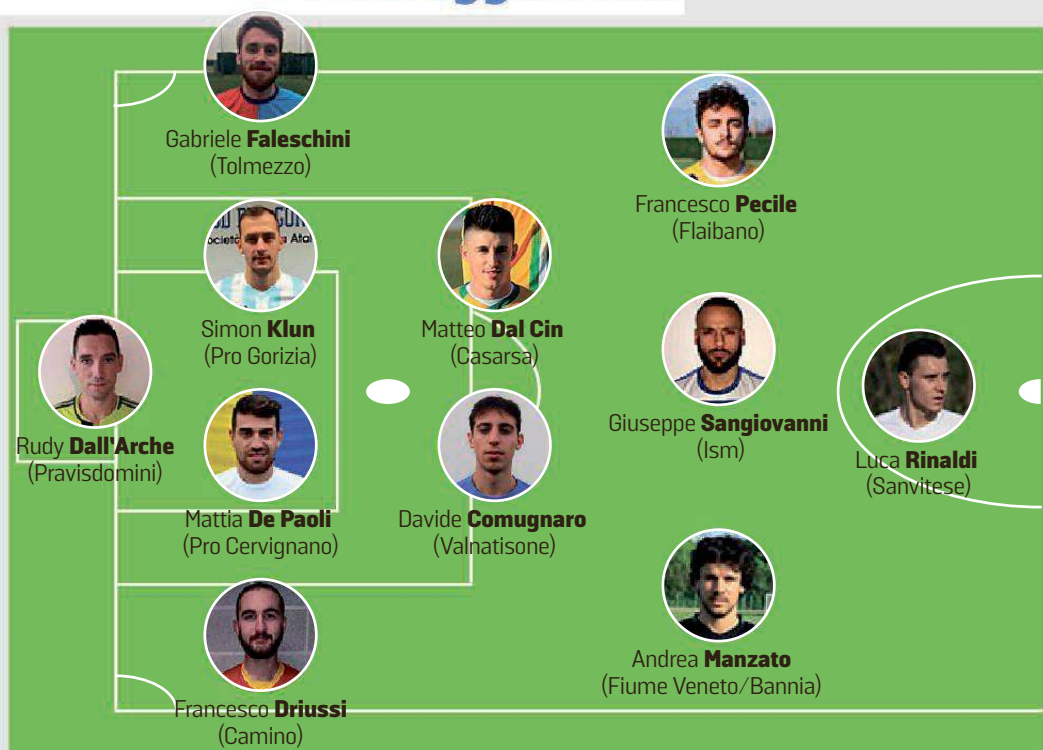 Gabriele Faleschini
(Tolmezzo)
Francesco Pecile
(Flaibano)
Simon Klun
(Pro Gorizia)
Matteo Dal Cin
(Casarsa)
Rudy Dall'Arche
(Pravisdomini)
Giuseppe Sangiovanni
(Ism)
Luca Rinaldi
(Sanvitese)
Mattia De Paoli
(Pro Cervignano)
Davide Comugnaro
(Valnatisone)
Andrea Manzato
(Fiume Veneto/Bannia)
Francesco Driussi
(Camino)